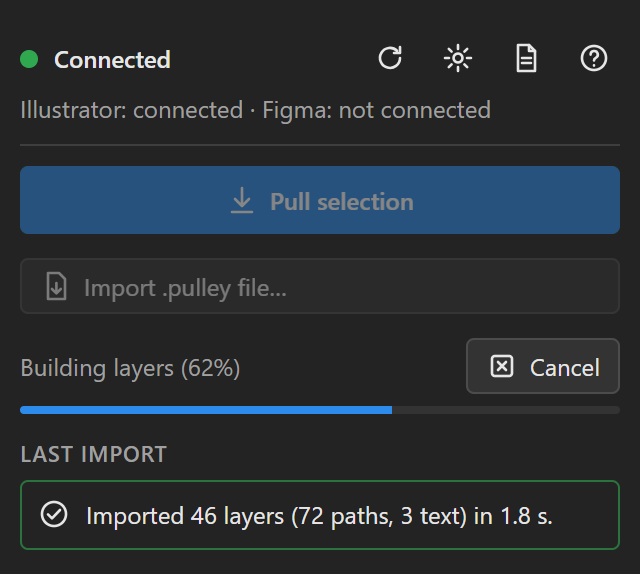 Connected
Illustrator: connected · Figma: not connected
Pull selection
Import .pulley file...
Building layers (62%)
Cancel
LAST IMPORT
Imported 46 layers (72 paths, 3 text) in 1.8 s.